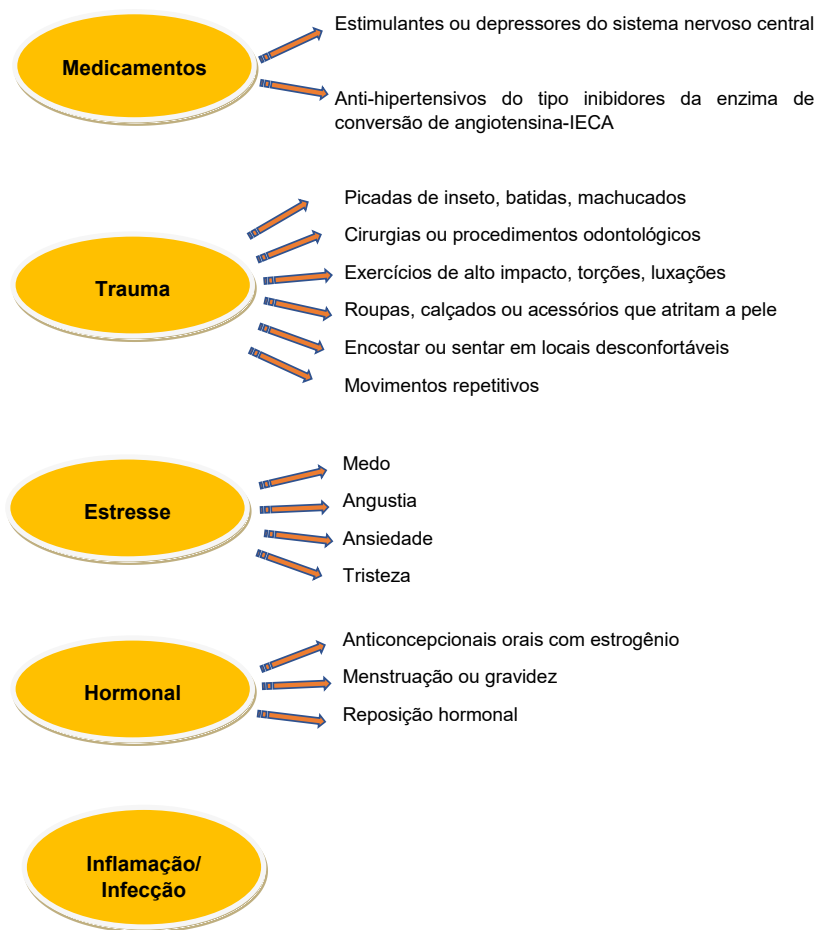 Medicamentos
Estimulantes ou depressores do sistema nervoso central
Anti-hipertensivos do tipo inibidores da enzima de
conversão de angiotensina-IECA
Trauma
Picadas de inseto, batidas, machucados
Cirurgias ou procedimentos odontológicos
Exercícios de alto impacto, torções, luxações
Roupas, calçados ou acessórios que atritam a pele
Encostar ou sentar em locais desconfortáveis
Movimentos repetitivos
Estresse
Medo
Angustia
Ansiedade
Tristeza
Hormonal
Anticoncepcionais orais com estrogênio
Menstruação ou gravidez
Reposição hormonal
Inflamação/
Infecção